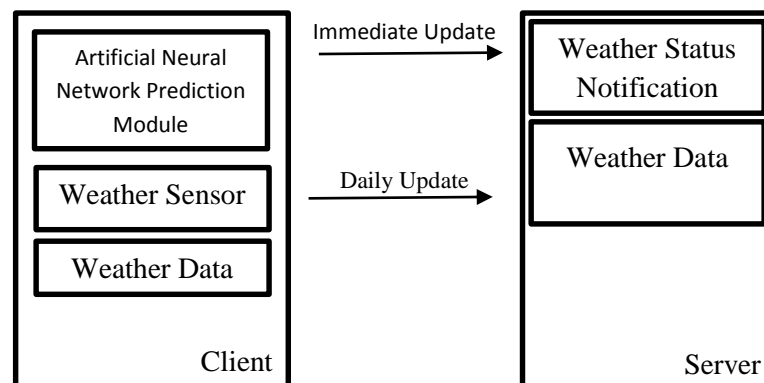 Artificial Neural
Network Prediction
Module
Weather Sensor
Weather Data
Client
Immediate Update
Daily Update
Weather Status
Notification
Weather Data
Server